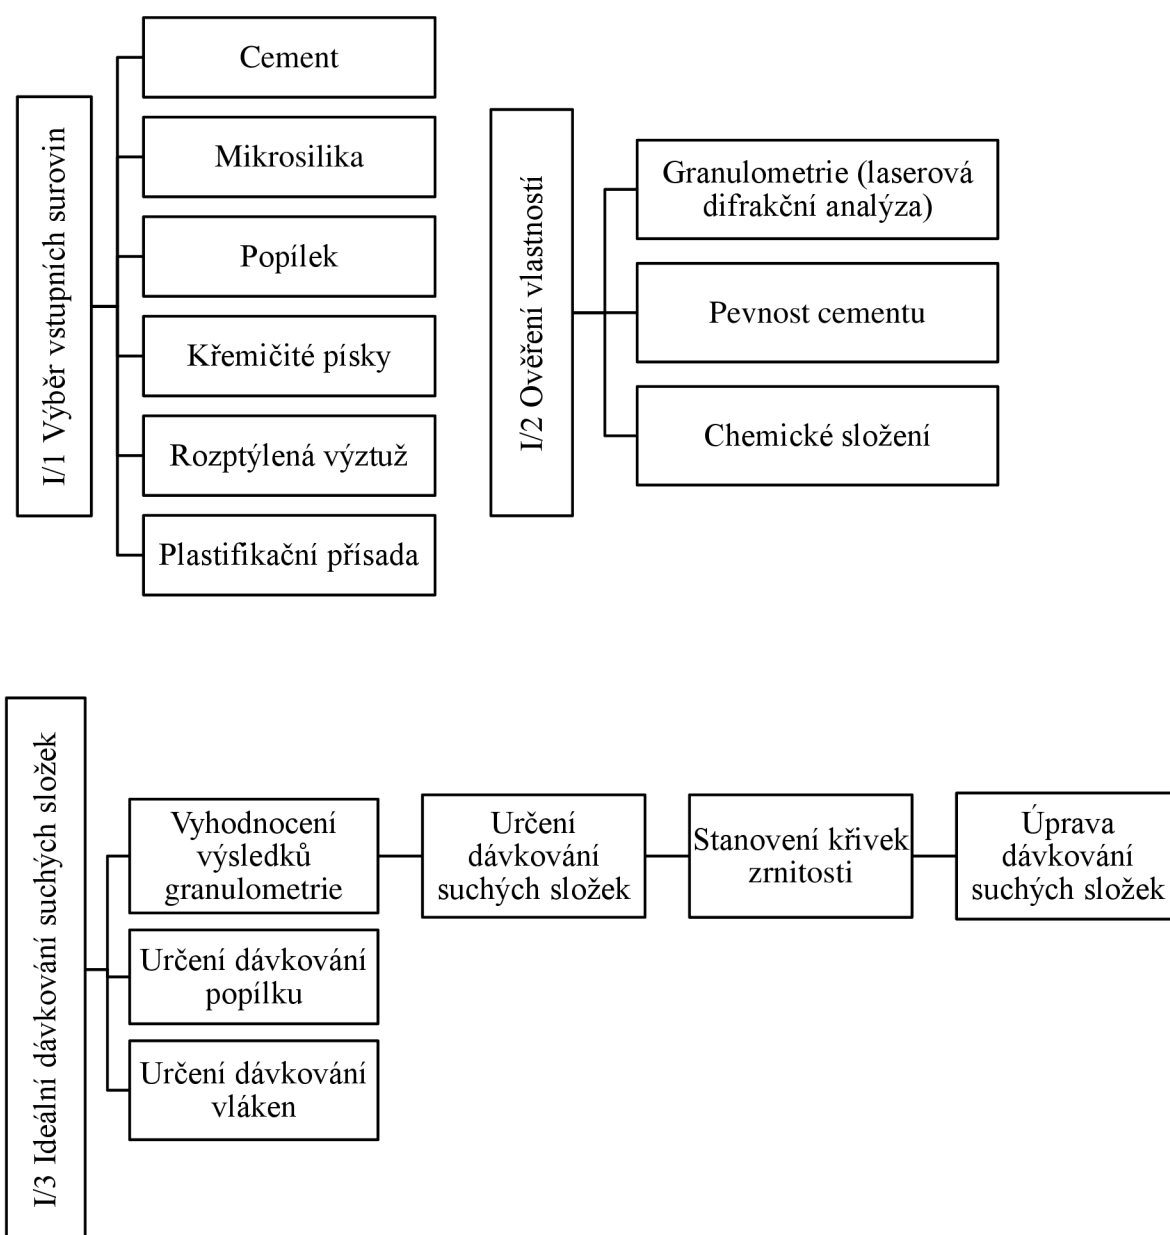 I/1 Výběr vstupních surovin
Cement
Mikrosilika
Popílek
Křemičité písky
Rozptýlená výztuž
Plastifikační přísada
I/2 Ověření vlastností
Granulometrie (laserová
difrakční analýza)
Pevnost cementu
Chemické složení
I/3 Ideální dávkování suchých složek
Vyhodnocení
výsledků
granulometrie
Určení
dávkování
suchých složek
Stanovení křivek
zrnitosti
Úprava
dávkování
suchých složek
Určení dávkování
popílku
Určení dávkování
vláken